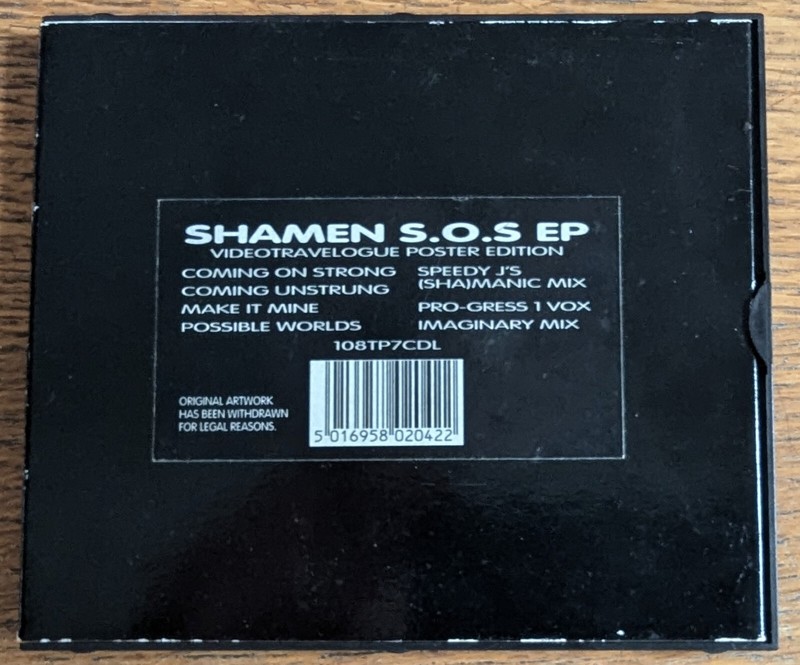 SHAMEN S.O.S EP
VIDEOTRAVELOGUE POSTER EDITION
COMING ON STRONG SPEEDY J'S
(SHA)MANIC MIX
COMING UNSTRUNG
MAKE IT MINE PRO-GRESS 1 VOX
POSSIBLE WORLDS IMAGINARY MIX
108TP7CDL
ORIGINAL ARTWORK
HAS BEEN WITHDRAWN
FOR LEGAL REASONS.
5 016958 020422